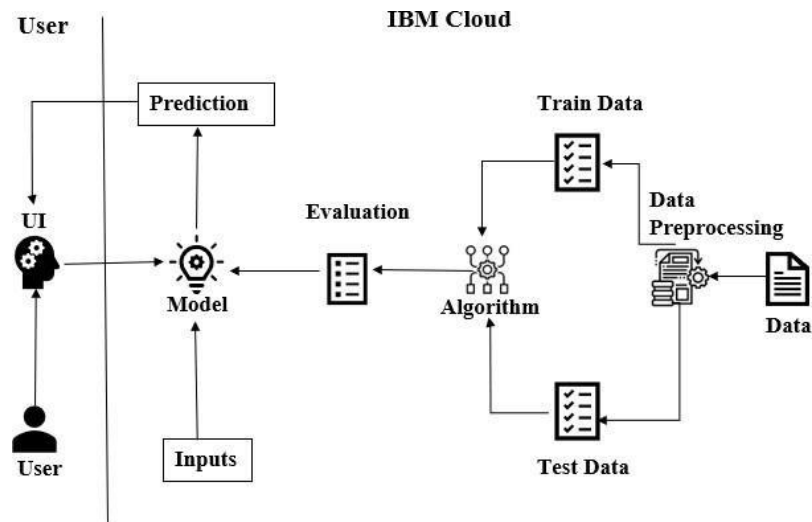 User
IBM Cloud
Prediction
Train Data
UI
Evaluation
Data
Preprocessing
Model
Algorithm
Data
User
Inputs
Test Data